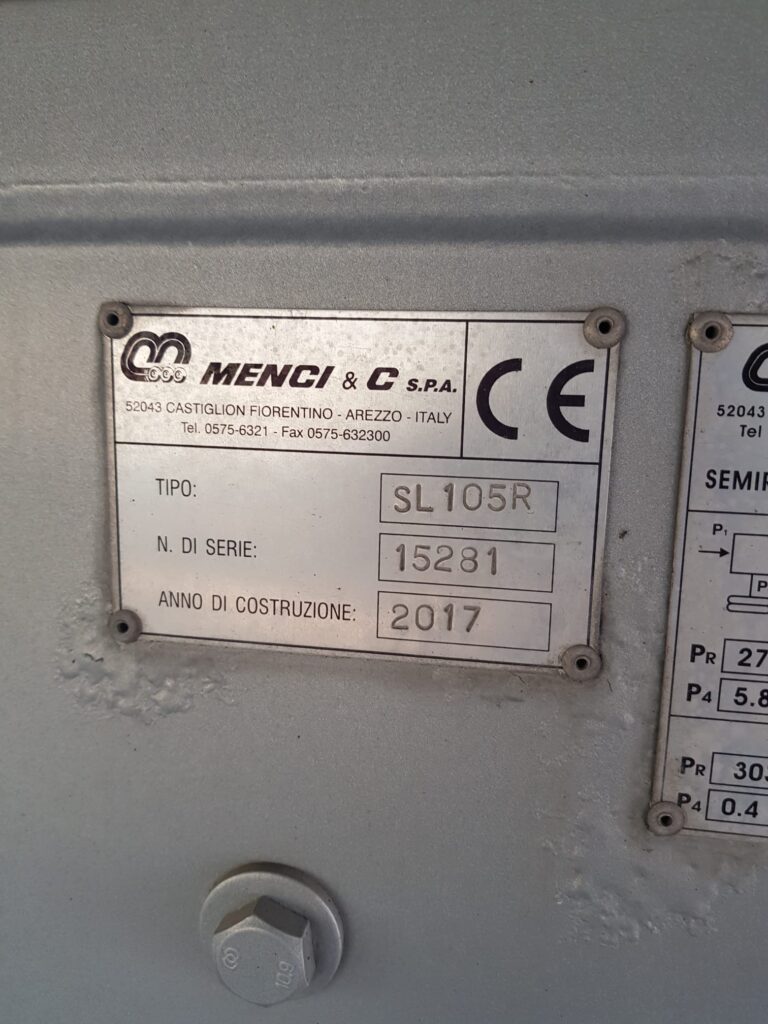 MENCI & C S.P.A.
52043 CASTIGLION FIORENTINO - AREZZO - ITALY
Tel. 0575-6321 - Fax 0575-632300
CE
TIPO: SL105R
N. DI SERIE: 15281
ANNO DI COSTRUZIONE: 2017
52043
Tel
P1
PR 27
P4 5.8
PR
P4 0.4
10.9